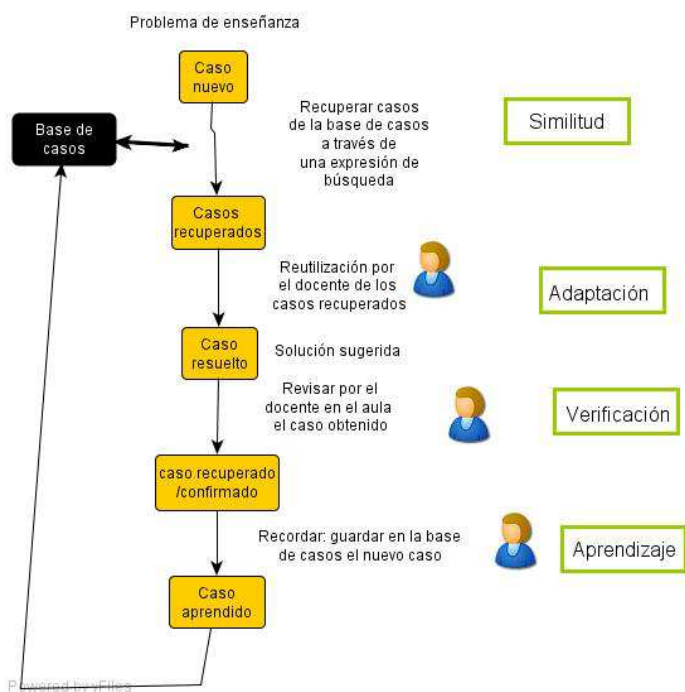 Problema de enseñanza
Caso
nuevo
Recuperar casos
de la base de casos
a través de
una expresión de
búsqueda
Similitud
Base de
casos
Casos
recuperados
Reutilización por
el docente de los
casos recuperados
Adaptación
Caso
resuelto
Solución sugerida
Revisar por el
docente en el aula
el caso obtenido
Verificación
caso recuperado
/confirmado
Recordar: guardar en la base
de casos el nuevo caso
Aprendizaje
Caso
aprendido
Powered by yFiles